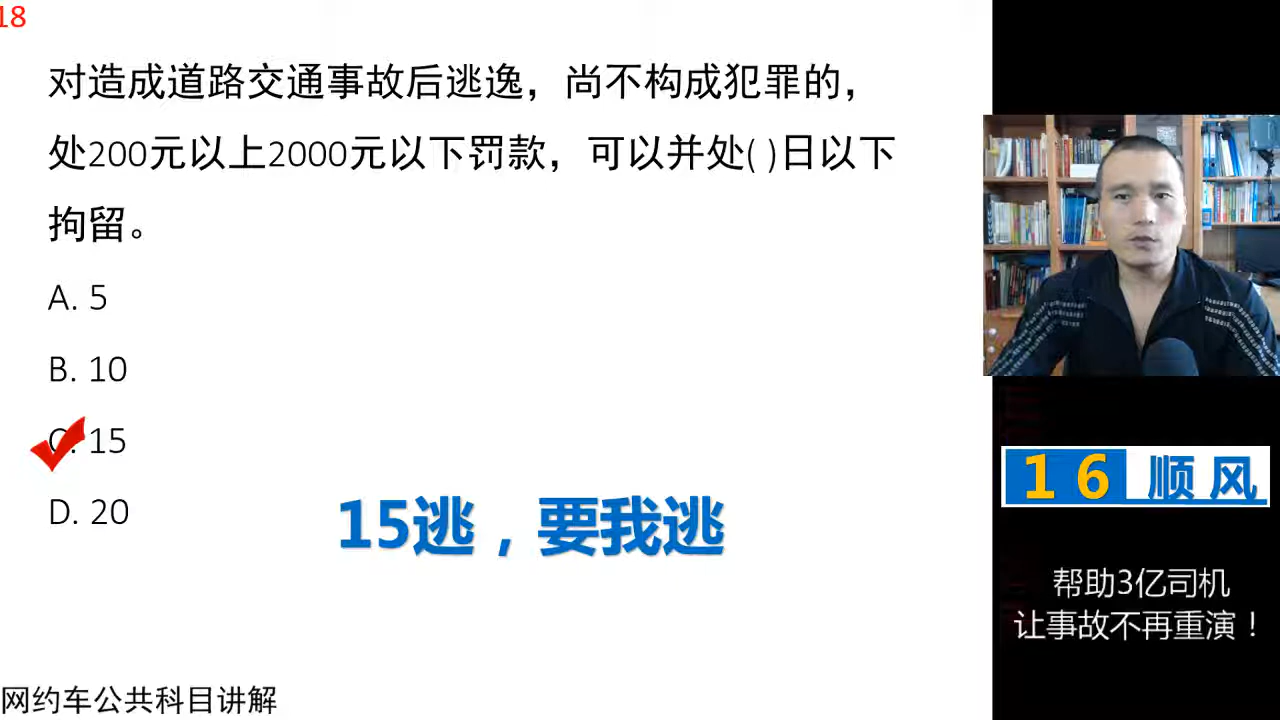 18
对造成道路交通事故后逃逸，尚不构成犯罪的，
处200元以上2000元以下罚款，可以并处( )日以下
拘留。
A. 5
B. 10
C. 15
D. 20
15逃，要我逃
网约车公共科目讲解
16 顺风
帮助3亿司机
让事故不再重演！